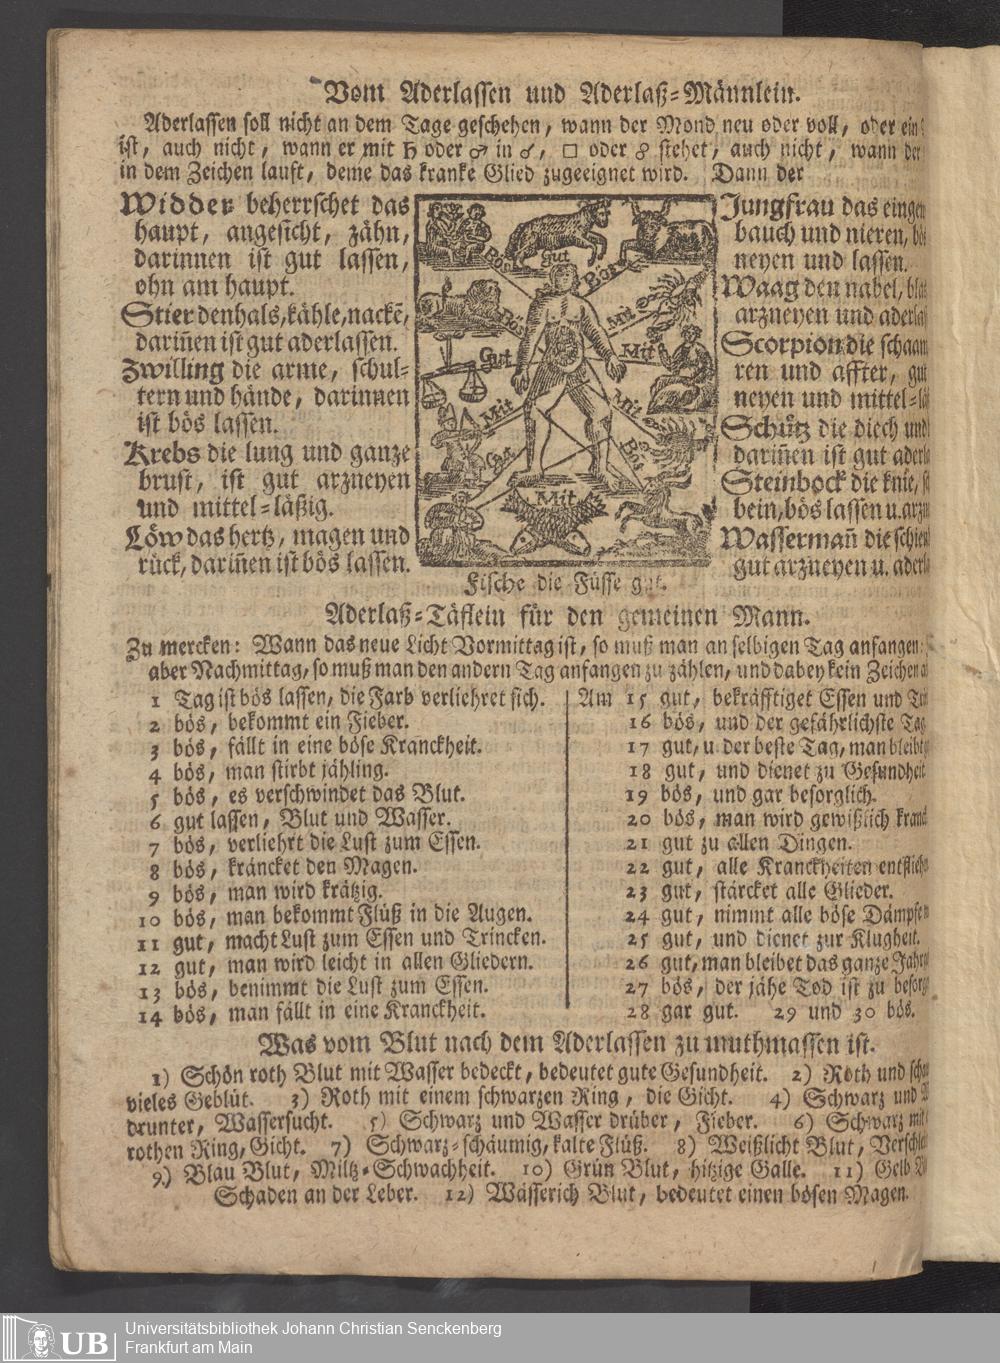 Vom Aderlassen und Aderlaß-Männlein.
Aderlassen soll nicht an dem Tage geschehen, wann der Mond neu oder voll, oder ein
ist, auch nicht, wann er mit ♄ oder ♂ in ☌, □ oder ☍ stehet, auch nicht, wann der
in dem Zeichen lauft, deme das kranke Glied zugeeignet wird. Dann der
Widder beherrschet das
haupt, angesicht, zähn,
darinnen ist gut lassen,
ohn am haupt.
Stier den hals, kähle, nackē,
dariñen ist gut aderlassen.
Zwilling die arme, schul-
tern und hände, darinnen
ist bös lassen.
Krebs die lung und ganze
brust, ist gut arzneyen
und mittel-läßig.
Löw das hertz, magen und
rück, dariñen ist bös lassen.
Bös
gut
Bös
Bös
Mit
Gut
Mit
Mit
Mit
Gut
Bös
Mit
Fische die Füsse gut.
Jungfrau das
bauch und nieren,
neyen und lassen.
Waag den nabel,
arzneyen und
Scorpion die
ren und affter, gut
neyen und
Schütz die diech und
dariñen ist gut
Steinbock die knie,
bein, bös lassen u.
Wasserman̄ die
gut arzneyen u.
Aderlaß-Täflein für den gemeinen Mann.
Zu mercken: Wann das neue Licht Vormittag ist, so muß man an selbigen Tag anfangen;
aber Nachmittag, so muß man den andern Tag anfangen zu zählen, und dabey kein Zeichen
1 Tag ist bös lassen, die Farb verliehret sich.
2 bös, bekommt ein Fieber.
3 bös, fällt in eine böse Kranckheit.
4 bös, man stirbt jähling.
5 bös, es verschwindet das Blut.
6 gut lassen, Blut und Wasser.
7 bös, verliehrt die Lust zum Essen.
8 bös, kräncket den Magen.
9 bös, man wird krätzig.
10 bös, man bekommt Flüß in die Augen.
11 gut, macht Lust zum Essen und Trincken.
12 gut, man wird leicht in allen Gliedern.
13 bös, benimmt die Lust zum Essen.
14 bös, man fällt in eine Kranckheit.
Am 15 gut, bekräfftiget Essen und
16 bös, und der gefährlichste Tag
17 gut, u. der beste Tag, man bleibt
18 gut, und dienet zu Gesundheit
19 bös, und gar besorglich.
20 bös, man wird gewißlich
21 gut zu allen Dingen.
22 gut, alle Kranckheiten
23 gut, stärcket alle Glieder.
24 gut, nimmt alle böse Dämpfe
25 gut, und dienet zur Klugheit.
26 gut, man bleibet das ganze
27 bös, der jähe Tod ist zu
28 gar gut. 29 und 30 bös.
Was vom Blut nach dem Aderlassen zu muthmassen ist.
1) Schön roth Blut mit Wasser bedeckt, bedeutet gute Gesundheit. 2) Roth und
vieles Geblüt. 3) Roth mit einem schwarzen Ring, die Gicht. 4) Schwarz und
drunter, Wassersucht. 5) Schwarz und Wasser drüber, Fieber. 6) Schwarz mit
rothen Ring, Gicht. 7) Schwarz-schäumig, kalte Flüß. 8) Weißlicht Blut,
9) Blau Blut, Miltz-Schwachheit. 10) Grün Blut, hitzige Galle. 11) Gelb
Schaden an der Leber. 12) Wässerich Blut, bedeutet einen bösen Magen.
UB
Universitätsbibliothek Johann Christian Senckenberg
Frankfurt am Main